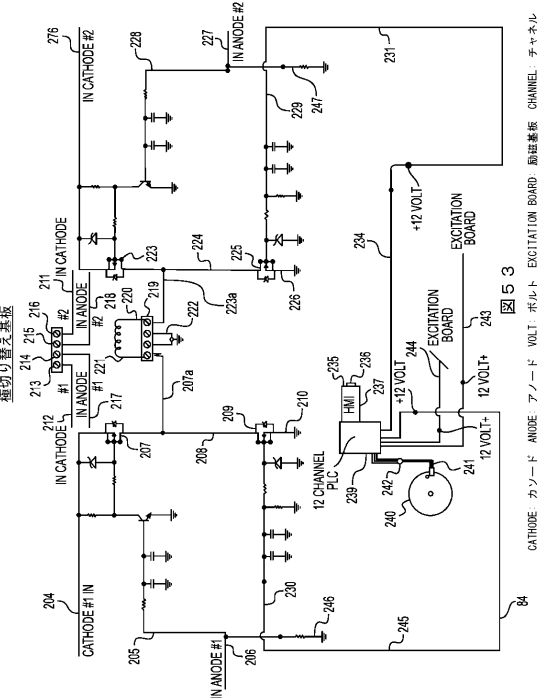 極切り替え基板
276
IN CATHODE #2
228
227
IN ANODE #2
231
229
247
IN CATHODE
223
224
225
226
223a
211
#2
IN ANODE
#2
218
220
219
222
221
216
215
214
213
#1
IN ANODE
#1
217
212
IN CATHODE
207a
207
208
209
210
204
CATHODE #1 IN
205
206
IN ANODE #1
230
246
245
84
+12 VOLT
234
EXCITATION
BOARD
243
EXCITATION
BOARD
244
+12 VOLT
12 VOLT+
12 VOLT+
235
236
237
HMI
12 CHANNEL
PLC
239
242
241
240
図53
CATHODE: カソード ANODE: アノード VOLT: ボルト EXCITATION BOARD: 励磁基板 CHANNEL: チャネル